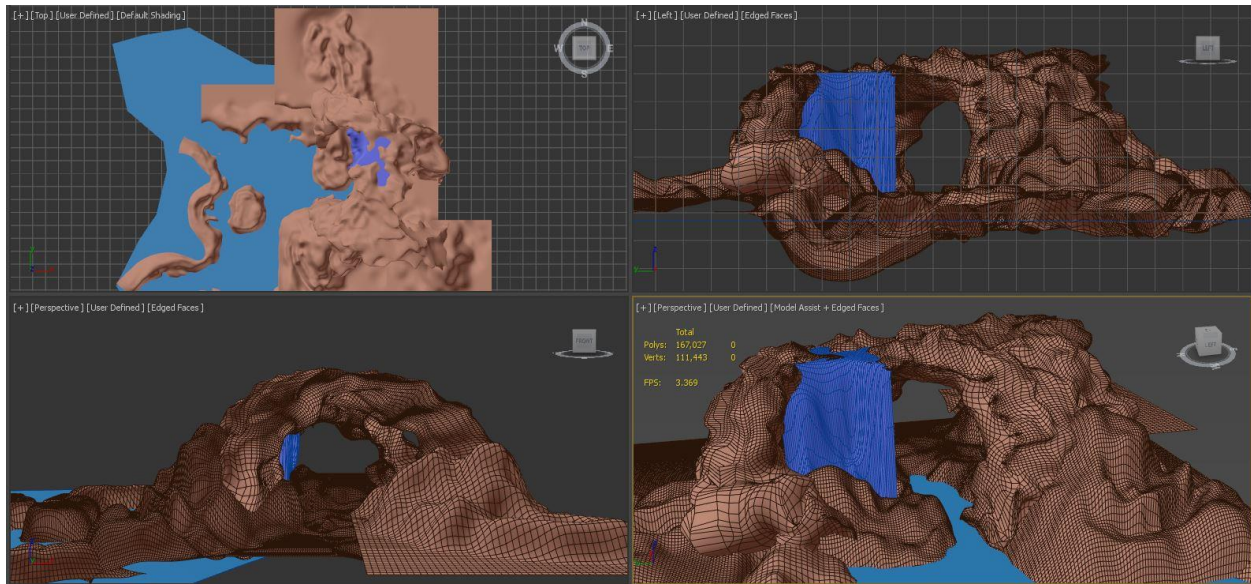 [+] [Top] [User Defined] [Default Shading]
N
W
TOP
E
S
[+] [Left] [User Defined] [Edged Faces]
LEFT
[+] [Perspective] [User Defined] [Edged Faces]
FRONT
[+] [Perspective] [User Defined] [Model Assist + Edged Faces]
Total
Polys: 167,027 0
Verts: 111,443 0
FPS: 3.369
LEFT